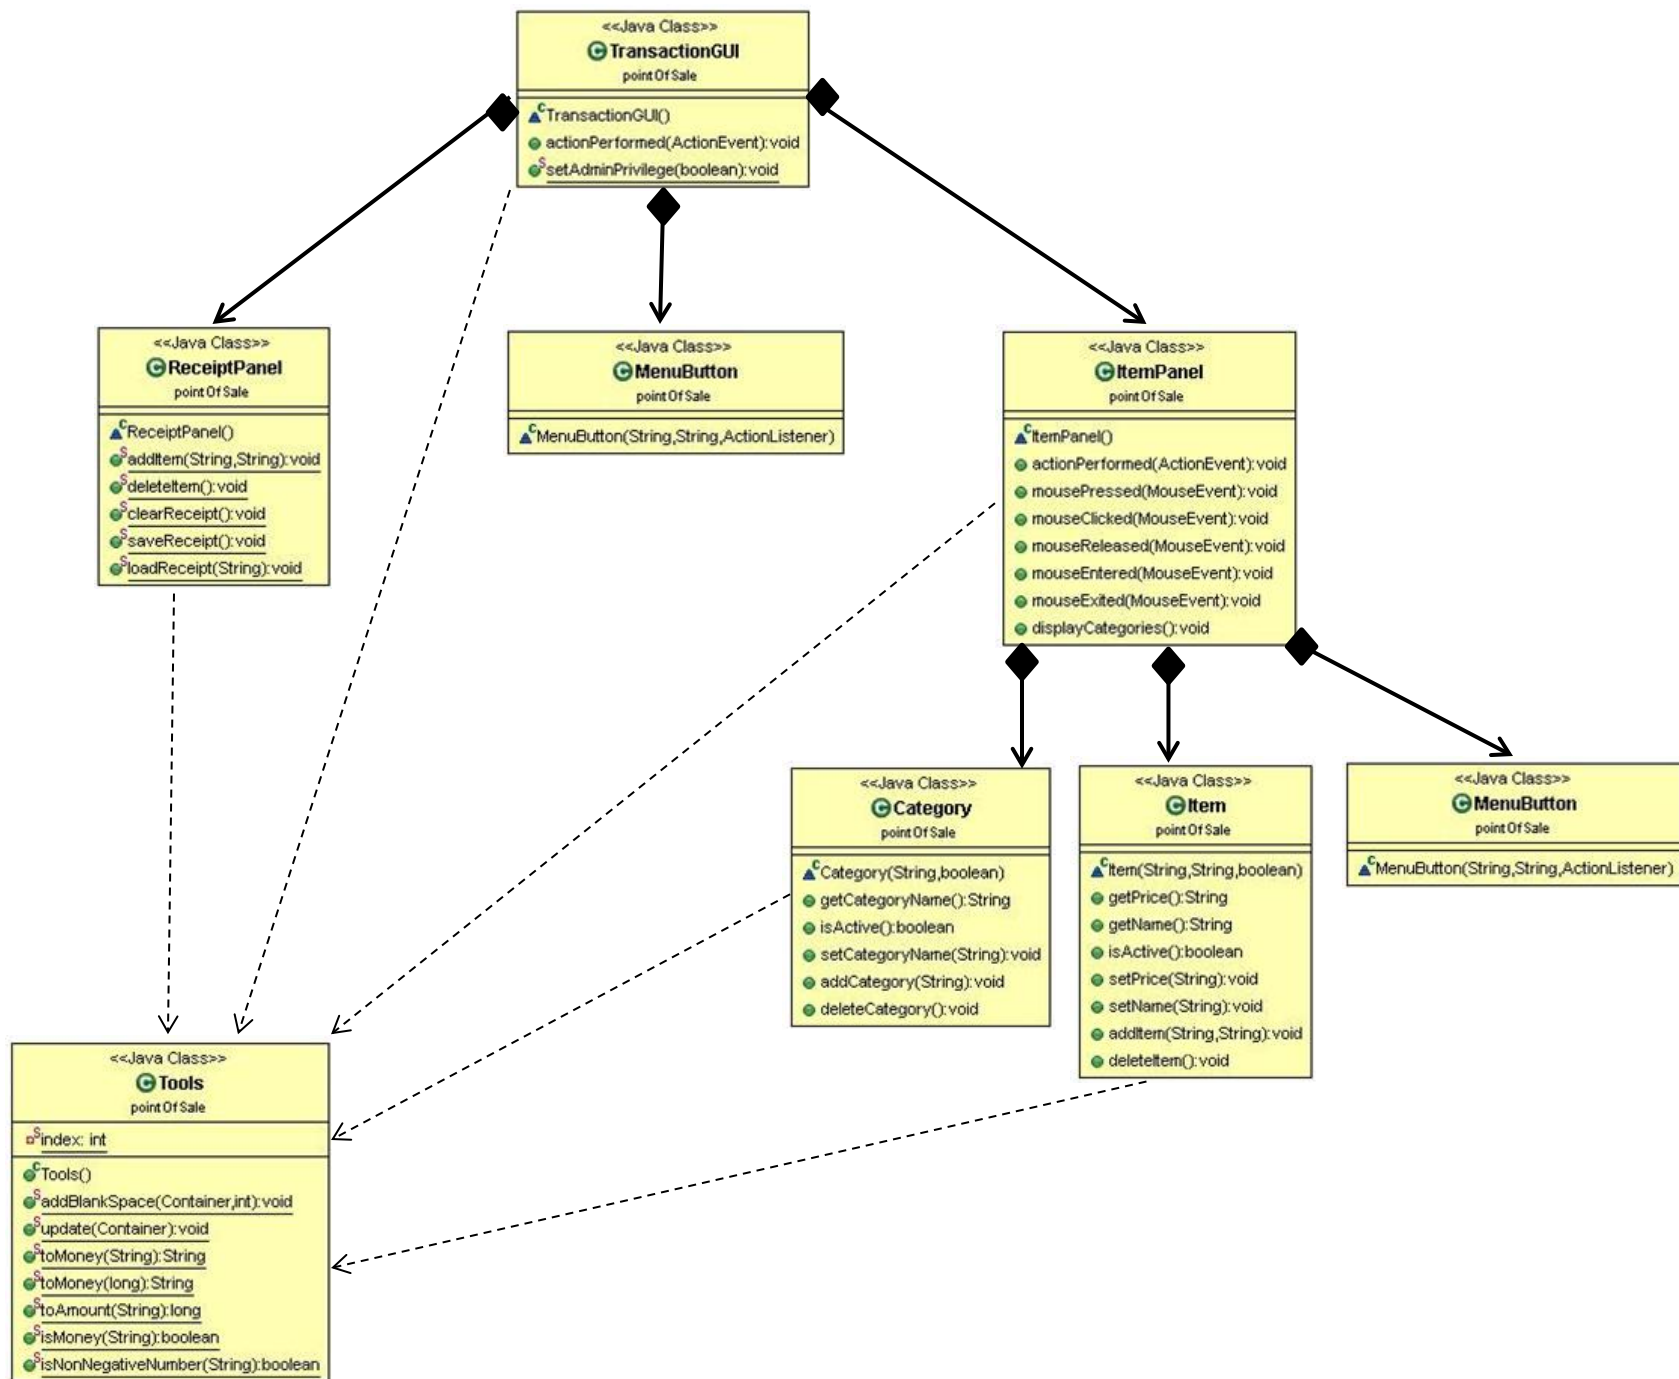 <<Java Class>>
TransactionGUI
pointOfSale
TransactionGUI()
actionPerformed(ActionEvent):void
setAdminPrivilege(boolean):void
<<Java Class>>
ReceiptPanel
pointOfSale
ReceiptPanel()
addItem(String,String):void
deleteItem():void
clearReceipt():void
saveReceipt():void
loadReceipt(String):void
<<Java Class>>
MenuButton
pointOfSale
MenuButton(String,String,ActionListener)
<<Java Class>>
ItemPanel
pointOfSale
ItemPanel()
actionPerformed(ActionEvent):void
mousePressed(MouseEvent):void
mouseClicked(MouseEvent):void
mouseReleased(MouseEvent):void
mouseEntered(MouseEvent):void
mouseExited(MouseEvent):void
displayCategories():void
<<Java Class>>
Category
pointOfSale
Category(String,boolean)
getCategoryName():String
isActive():boolean
setCategoryName(String):void
addCategory(String):void
deleteCategory():void
<<Java Class>>
Item
pointOfSale
Item(String,String,boolean)
getPrice():String
getName():String
isActive():boolean
setPrice(String):void
setName(String):void
addItem(String,String):void
deleteItem():void
<<Java Class>>
MenuButton
pointOfSale
MenuButton(String,String,ActionListener)
<<Java Class>>
Tools
pointOfSale
index: int
Tools()
addBlankSpace(Container,int):void
update(Container):void
toMoney(String):String
toMoney(long):String
toAmount(String):long
isMoney(String):boolean
isNonNegativeNumber(String):boolean